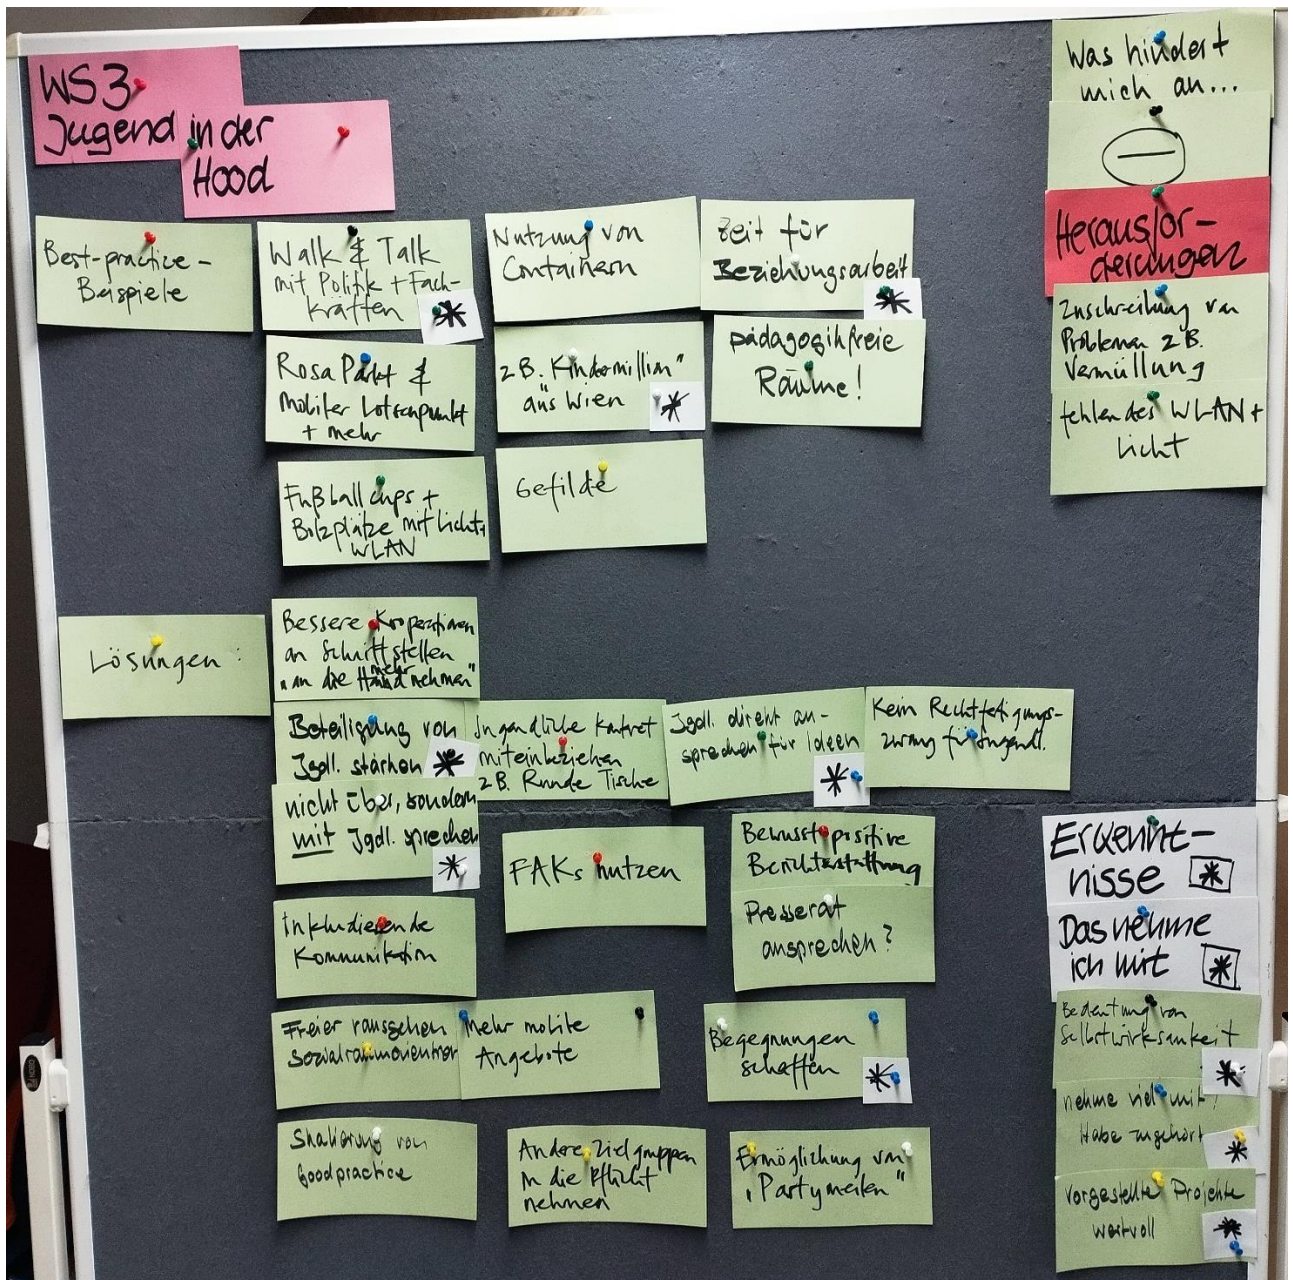 WS3
Jugend in der
Hood
Best-practice-
Beispiele
Walk & Talk
mit Politik + Fach-
kräften
*
Rosa Parkt &
Mobiler Lotsenpunkt
+ mehr
Fußballcups +
Bolzplätze mit Licht +
WLAN
Nutzung von
Containern
z.B. "Kindermillion"
aus Wien
*
Gefilde
Zeit für
Beziehungsarbeit
*
pädagogikfreie
Räume!
Was hindert
mich an...
–
Herausfor-
derungen
Zuschreibung von
Problemen z.B.
Vermüllung
fehlendes WLAN +
Licht
Lösungen:
Bessere Kooperationen
an Schnittstellen
mehr
"an die Hand nehmen"
Beteiligung von
Jgdl. stärken
*
Jugendliche konkret
miteinbeziehen
z.B. Runde Tische
Jgdl. direkt an-
sprechen für Ideen
*
Kein Rechtfertigungs-
zwang für Jugendl.
nicht über, sondern
mit Jgdl. sprechen
*
FAKs nutzen
Bewusst positive
Berichterstattung
Presserat
ansprechen?
Inkludierende
Kommunikation
Freier rausgehen
sozialraumorientiert
Mehr mobile
Angebote
Begegnungen
schaffen
*
Skalierung von
Goodpractice
Andere Zielgruppen
in die Pflicht
nehmen
Ermöglichung von
"Partymeilen"
Erkennt-
nisse *
Das nehme
ich mit *
Bedeutung von
Selbstwirksamkeit
*
nehme viel mit!
Habe zugehört
*
vorgestellte Projekte
wertvoll
*